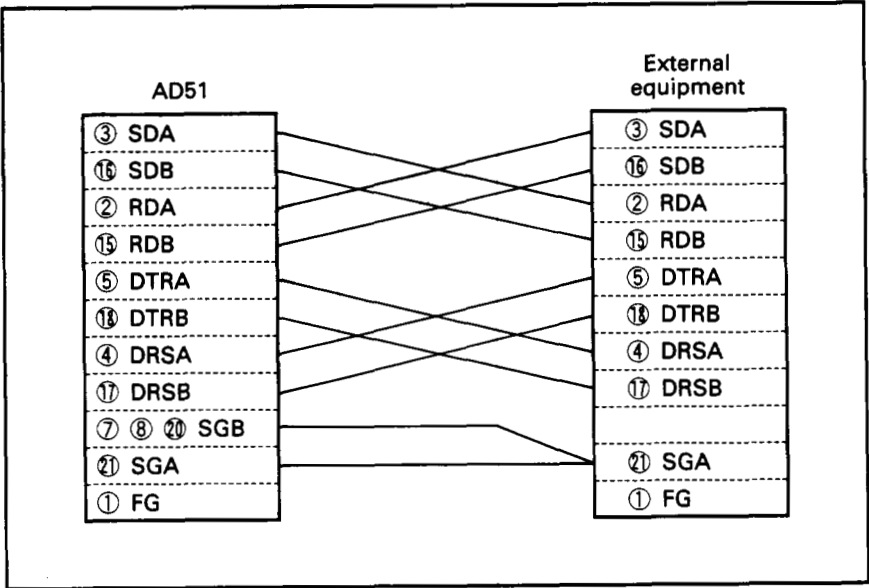 AD51
③ SDA
⑯ SDB
② RDA
⑮ RDB
⑤ DTRA
⑱ DTRB
④ DRSA
⑰ DRSB
⑦ ⑧ ⑳ SGB
㉑ SGA
① FG
External
equipment
③ SDA
⑯ SDB
② RDA
⑮ RDB
⑤ DTRA
⑱ DTRB
④ DRSA
⑰ DRSB
㉑ SGA
① FG